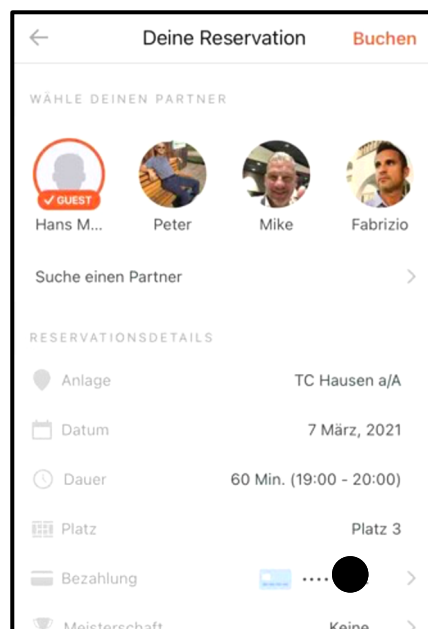 Deine Reservation Buchen
WÄHLE DEINEN PARTNER
GUEST
Hans M... Peter Mike Fabrizio
Suche einen Partner
RESERVATIONSDETAILS
Anlage TC Hausen a/A
Datum 7 März, 2021
Dauer 60 Min. (19:00 - 20:00)
Platz Platz 3
Bezahlung ....
Meisterschaft Keine